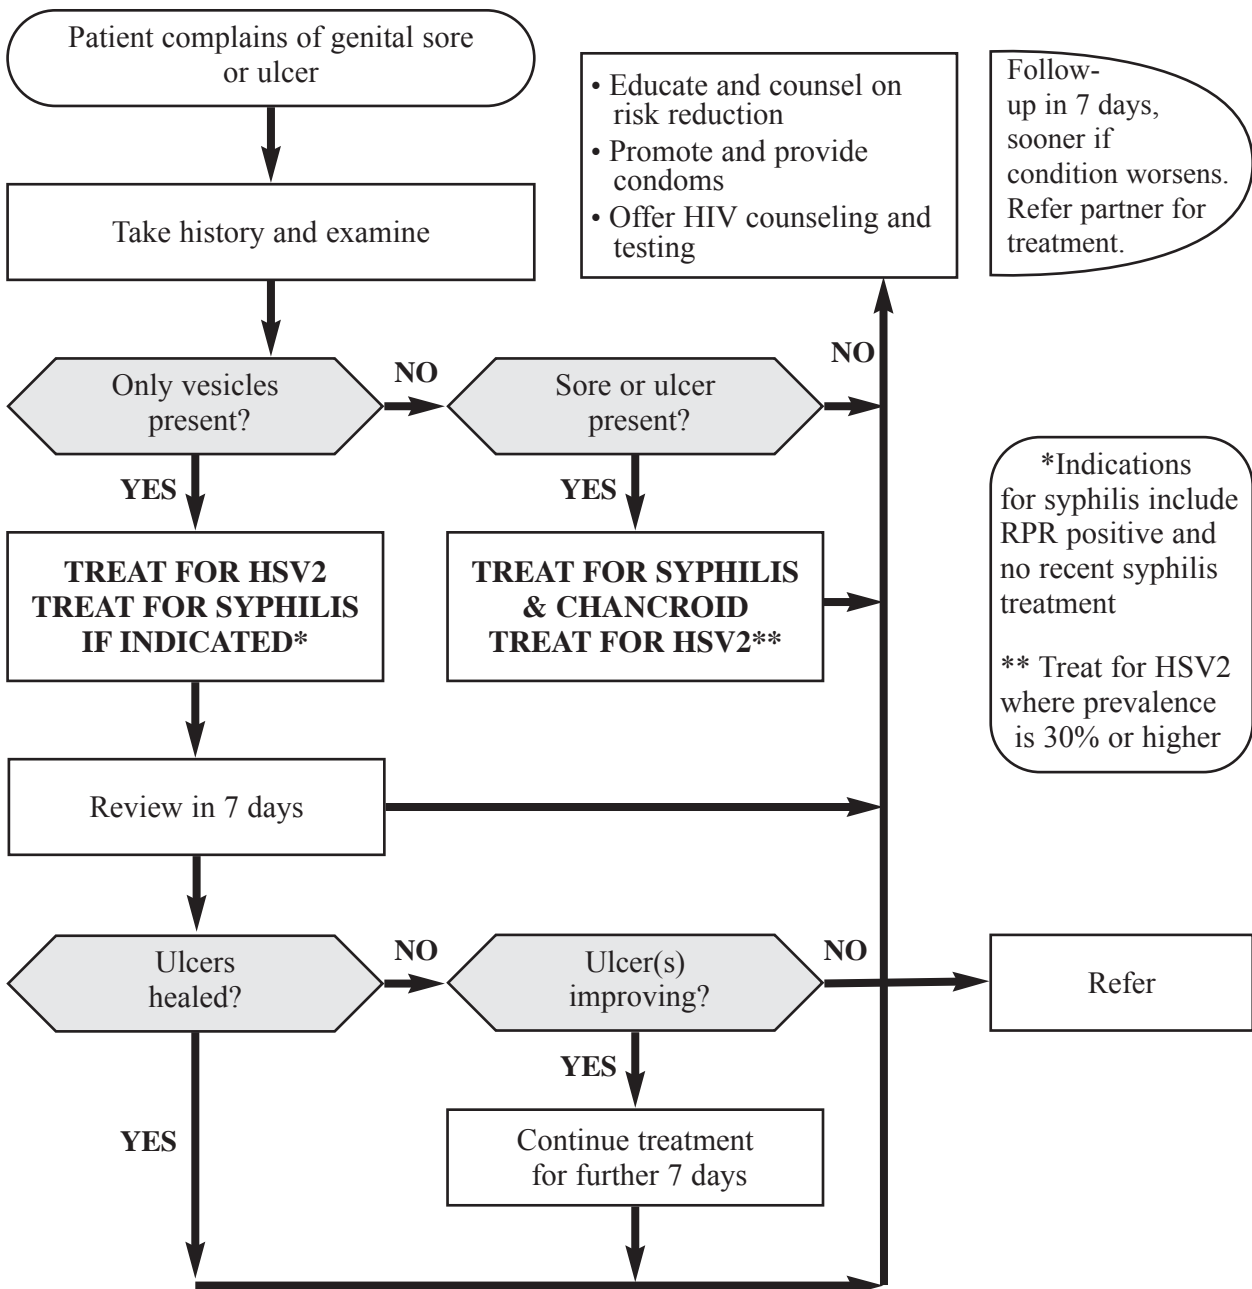 Patient complains of genital sore
or ulcer
Take history and examine
• Educate and counsel on
risk reduction
• Promote and provide
condoms
• Offer HIV counseling and
testing
Follow-
up in 7 days,
sooner if
condition worsens.
Refer partner for
treatment.
Only vesicles
present?
NO
Sore or ulcer
present?
NO
YES
YES
TREAT FOR HSV2
TREAT FOR SYPHILIS
IF INDICATED*
TREAT FOR SYPHILIS
& CHANCROID
TREAT FOR HSV2**
*Indications
for syphilis include
RPR positive and
no recent syphilis
treatment
** Treat for HSV2
where prevalence
is 30% or higher
Review in 7 days
Ulcers
healed?
NO
Ulcer(s)
improving?
NO
Refer
YES
YES
Continue treatment
for further 7 days